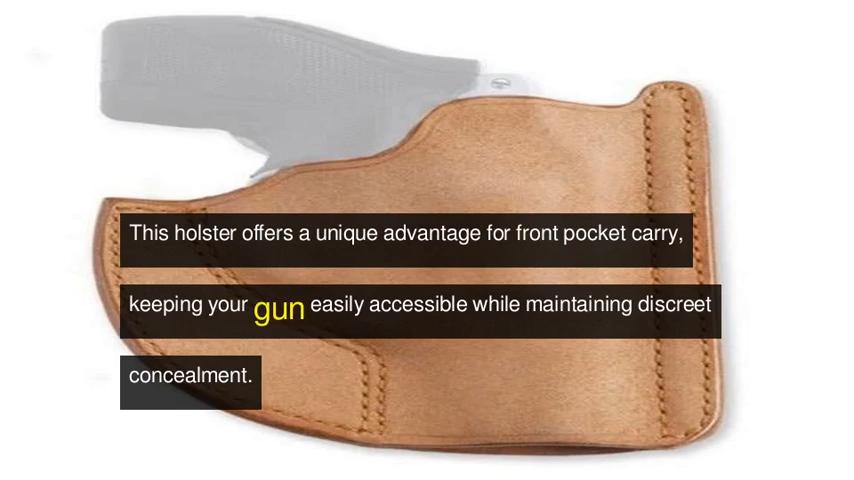 This holster offers a unique advantage for front pocket carry,
keeping your gun easily accessible while maintaining discreet
concealment.